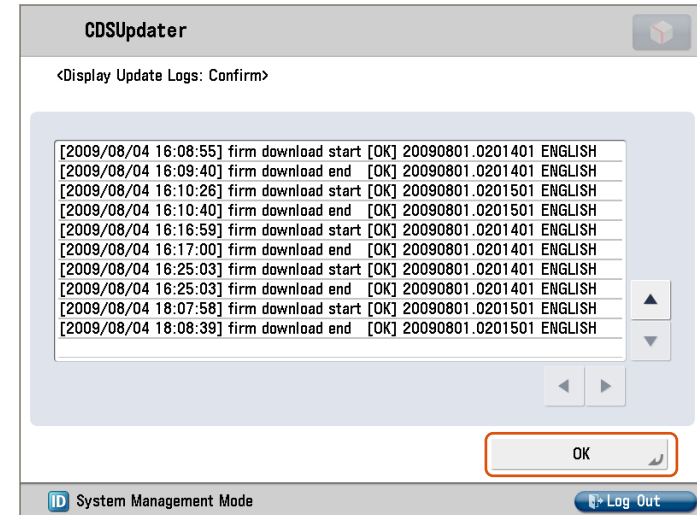 CDSUpdater
<Display Update Logs: Confirm>
[2009/08/04 16:08:55] firm download start [OK] 20090801.0201401 ENGLISH
[2009/08/04 16:09:40] firm download end [OK] 20090801.0201401 ENGLISH
[2009/08/04 16:10:26] firm download start [OK] 20090801.0201501 ENGLISH
[2009/08/04 16:10:40] firm download end [OK] 20090801.0201501 ENGLISH
[2009/08/04 16:16:59] firm download start [OK] 20090801.0201401 ENGLISH
[2009/08/04 16:17:00] firm download end [OK] 20090801.0201401 ENGLISH
[2009/08/04 16:25:03] firm download start [OK] 20090801.0201401 ENGLISH
[2009/08/04 16:25:03] firm download end [OK] 20090801.0201401 ENGLISH
[2009/08/04 18:07:58] firm download start [OK] 20090801.0201501 ENGLISH
[2009/08/04 18:08:39] firm download end [OK] 20090801.0201501 ENGLISH
OK
ID System Management Mode
Log Out